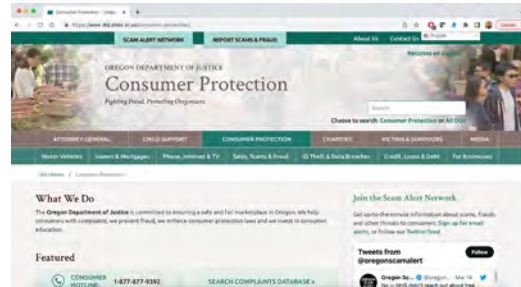 SCAM ALERT NETWORK
REPORT SCAMS & FRAUD
About Us
Contact Us
OREGON DEPARTMENT OF JUSTICE
Consumer Protection
Fighting Fraud. Protecting Oregonians.
Search
Choose to search: Consumer Protection or All DOJ
ATTORNEY GENERAL
CHILD SUPPORT
CONSUMER PROTECTION
CHARITIES
VICTIMS & SURVIVORS
MEDIA
Motor Vehicles
Homes & Mortgages
Phone, Internet & TV
Sales, Scams & Fraud
ID Theft & Data Breaches
Credit, Loans & Debt
For Businesses
What We Do
The Oregon Department of Justice is committed to ensuring a safe and fair marketplace in Oregon. We help
consumers with complaints, we prevent fraud, we enforce consumer protection laws and we invest in consumer
education.
Join the Scam Alert Network
Get up-to-the-minute information about scams, frauds
and other threats to consumers. Sign up for email
alerts, or follow our Twitter feed.
Featured
CONSUMER
HOTLINE:
1-877-877-9392
SEARCH COMPLAINTS DATABASE »
Tweets from
@oregonscamalert
Follow
Oregon Sc...
@oregon...
Mar 14